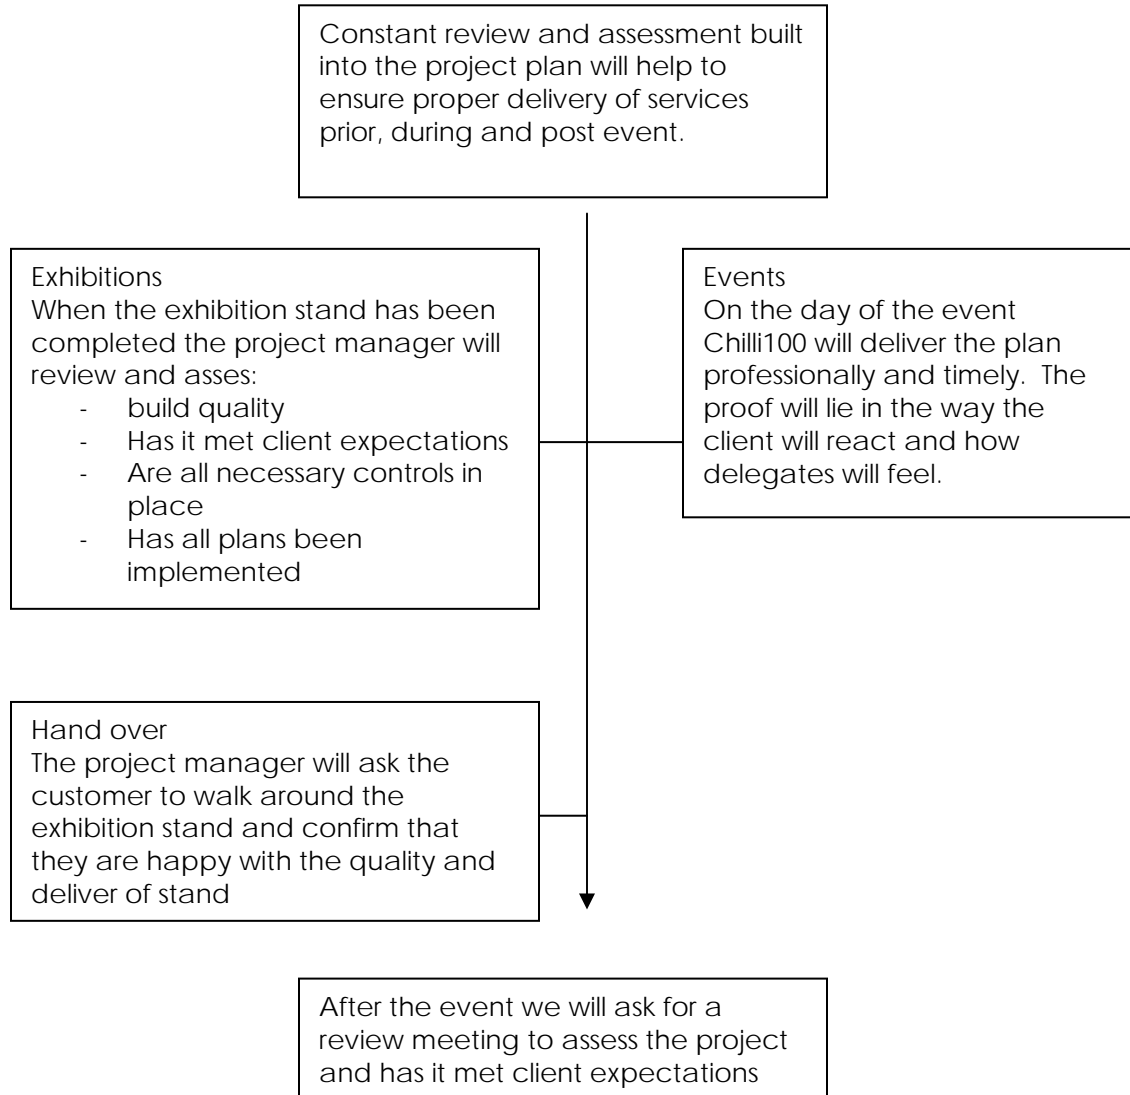 Constant review and assessment built
into the project plan will help to
ensure proper delivery of services
prior, during and post event.
Exhibitions
When the exhibition stand has been
completed the project manager will
review and asses:
- build quality
- Has it met client expectations
- Are all necessary controls in
place
- Has all plans been
implemented
Events
On the day of the event
Chilli100 will deliver the plan
professionally and timely.  The
proof will lie in the way the
client will react and how
delegates will feel.
Hand over
The project manager will ask the
customer to walk around the
exhibition stand and confirm that
they are happy with the quality and
deliver of stand
After the event we will ask for a
review meeting to assess the project
and has it met client expectations